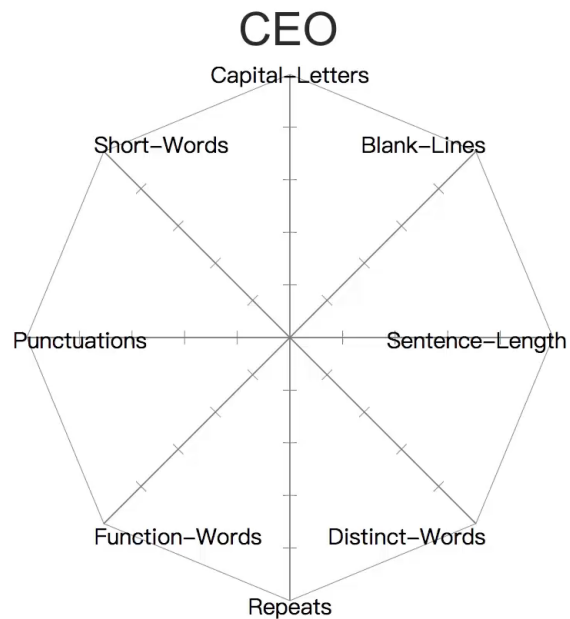 CEO
Capital-Letters
Short-Words
Blank-Lines
Punctuations
Sentence-Length
Function-Words
Distinct-Words
Repeats